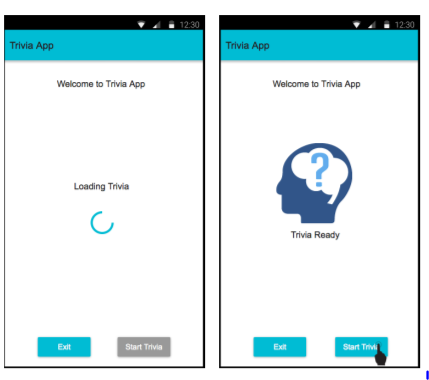 12:30
Trivia App
Welcome to Trivia App
Loading Trivia
Exit
Start Trivia
12:30
Trivia App
Welcome to Trivia App
?
Trivia Ready
Exit
Start Trivia